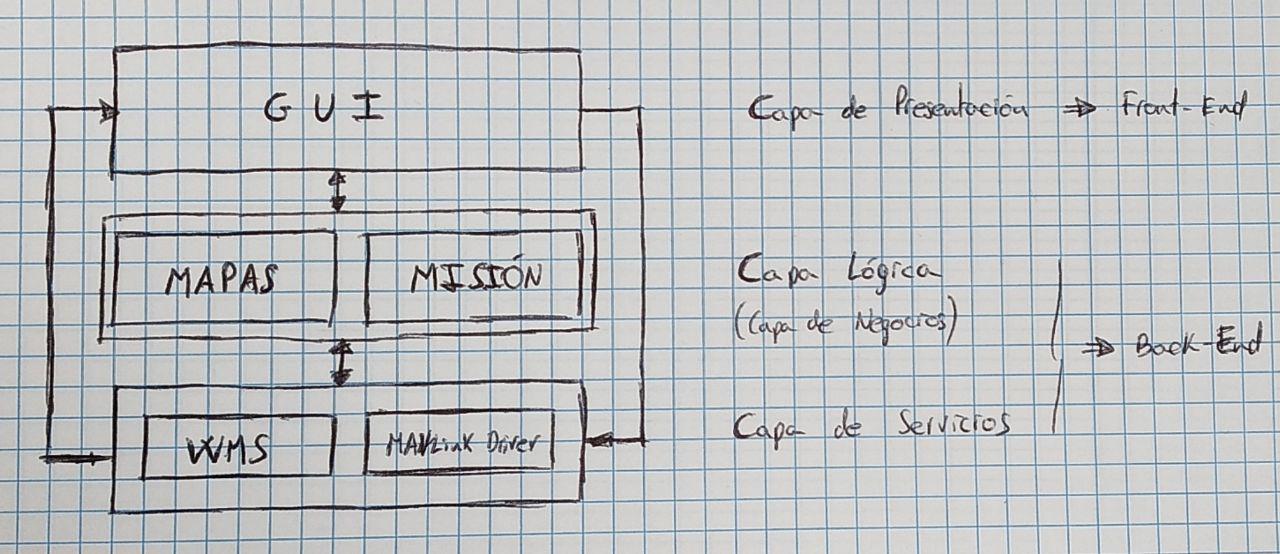 GUI
Capa de Presentación ⇒ Front-End
MAPAS
MISIÓN
Capa Lógica
(Capa de Negocios)
⇒ Back-End
WMS
MAVLink Driver
Capa de Servicios